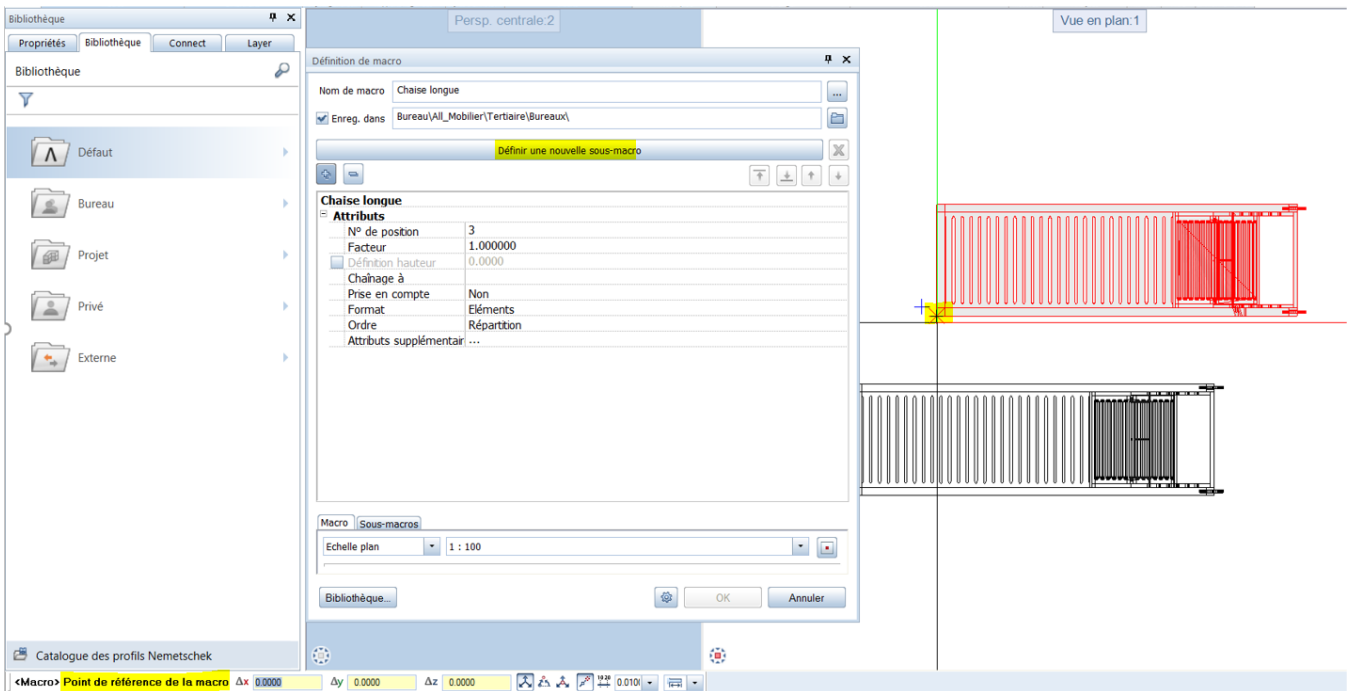 Bibliothèque
Propriétés Bibliothèque Connect Layer
Bibliothèque
Défaut
Bureau
Projet
Privé
Externe
Catalogue des profils Nemetschek
Persp. centrale:2
Vue en plan:1
Définition de macro
Nom de macro Chaise longue ...
Enreg. dans Bureau\All_Mobilier\Tertiaire\Bureaux\
Définir une nouvelle sous-macro
Chaise longue
Attributs
N° de position 3
Facteur 1.000000
Définition hauteur 0.0000
Chaînage à
Prise en compte Non
Format Eléments
Ordre Répartition
Attributs supplémentair ...
Macro Sous-macros
Echelle plan 1 : 100
Bibliothèque... OK Annuler
<Macro> Point de référence de la macro Δx 0.0000 Δy 0.0000 Δz 0.0000 0.010(